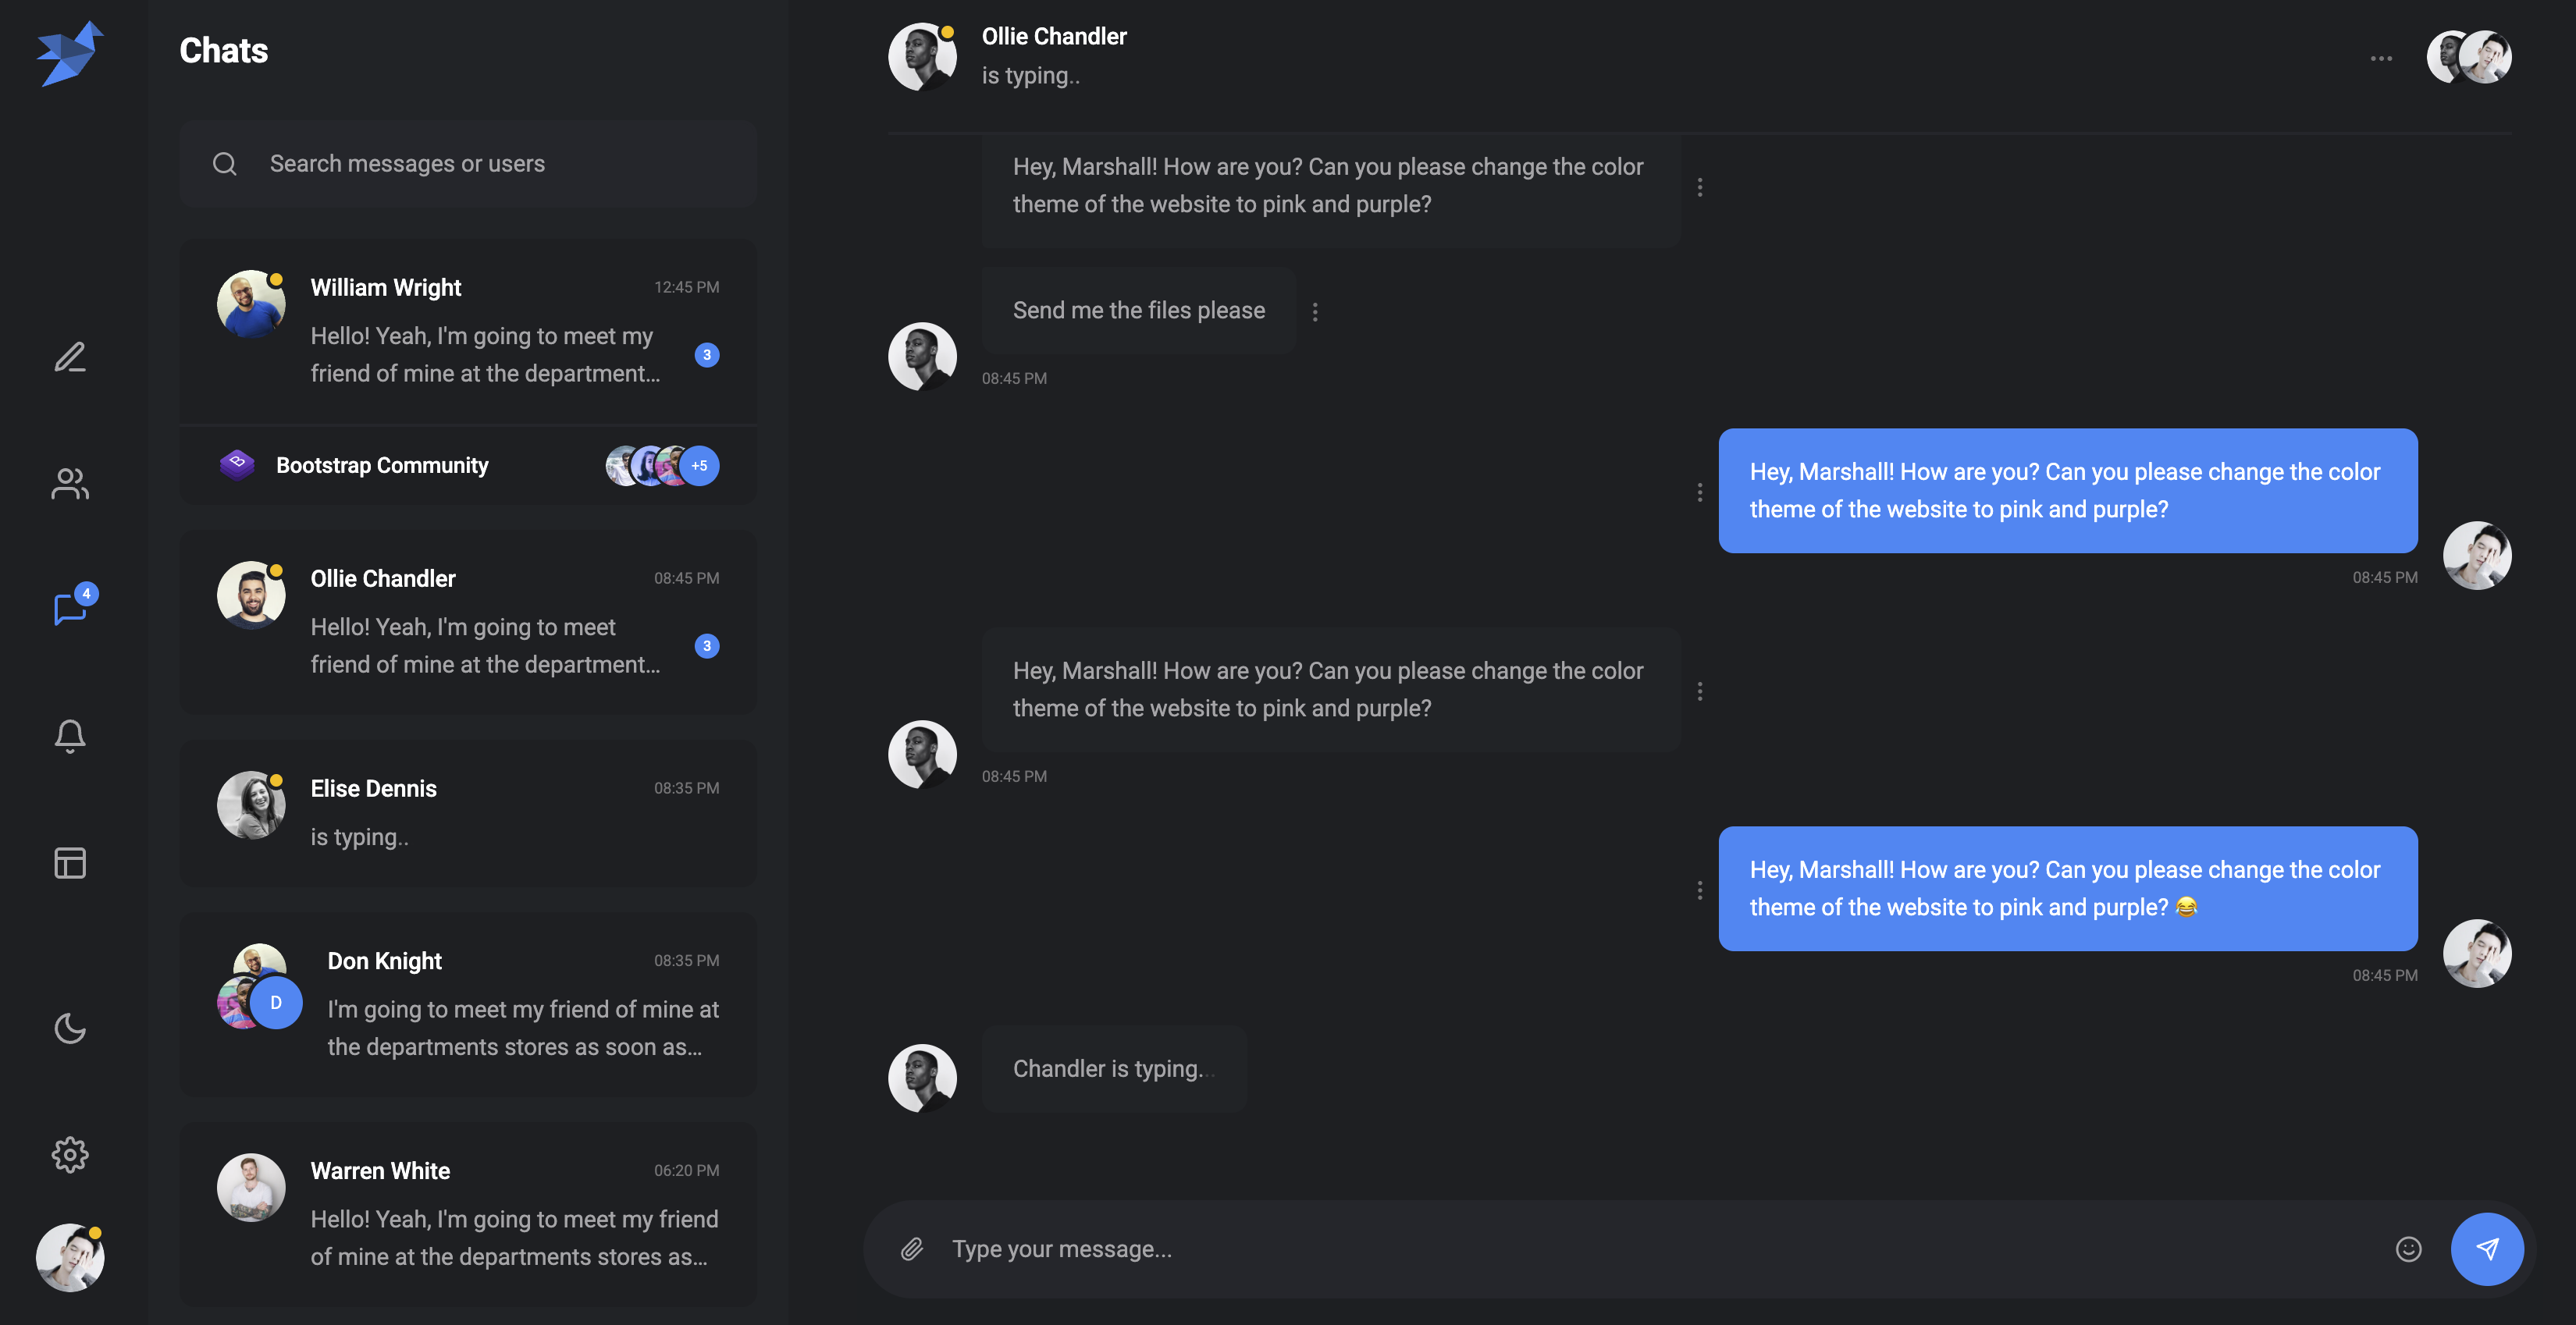 Chats
Search messages or users
William Wright
12:45 PM
Hello! Yeah, I'm going to meet my
friend of mine at the department...
3
Bootstrap Community
+5
Ollie Chandler
08:45 PM
Hello! Yeah, I'm going to meet
friend of mine at the department...
3
Elise Dennis
08:35 PM
is typing..
Don Knight
08:35 PM
D
I'm going to meet my friend of mine at
the departments stores as soon as...
Warren White
06:20 PM
Hello! Yeah, I'm going to meet my friend
of mine at the departments stores as...
4
Ollie Chandler
is typing..
Hey, Marshall! How are you? Can you please change the color
theme of the website to pink and purple?
Send me the files please
08:45 PM
Hey, Marshall! How are you? Can you please change the color
theme of the website to pink and purple?
08:45 PM
Hey, Marshall! How are you? Can you please change the color
theme of the website to pink and purple?
08:45 PM
Hey, Marshall! How are you? Can you please change the color
theme of the website to pink and purple? 😂
08:45 PM
Chandler is typing...
Type your message...